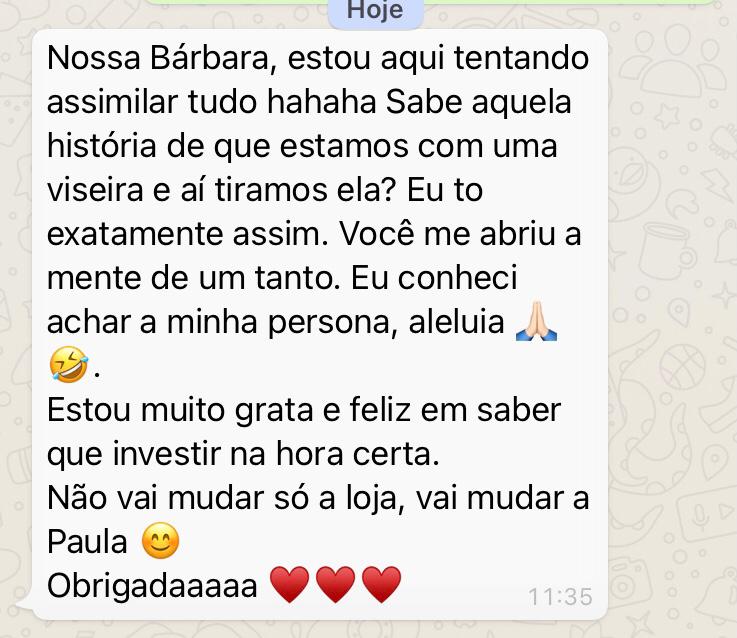 Hoje
Nossa Bárbara, estou aqui tentando
assimilar tudo hahaha Sabe aquela
história de que estamos com uma
viseira e aí tiramos ela? Eu to
exatamente assim. Você me abriu a
mente de um tanto. Eu conheci
achar a minha persona, aleluia 🙏🏻
🤣.
Estou muito grata e feliz em saber
que investir na hora certa.
Não vai mudar só a loja, vai mudar a
Paula 😊
Obrigadaaaaa ♥️♥️♥️
11:35